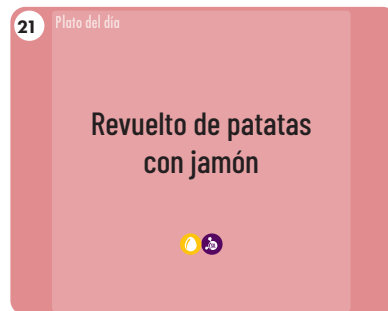 21
Plato del día
Revuelto de patatas
con jamón